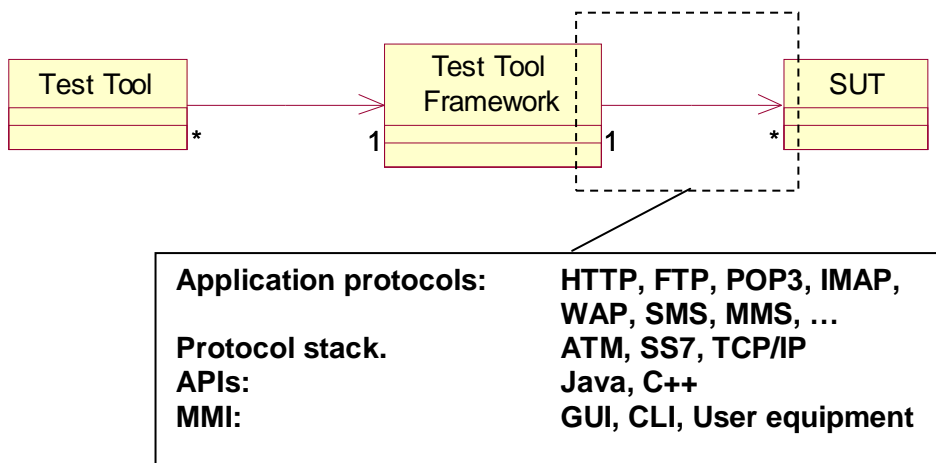 Test Tool
Test Tool
Framework
SUT
*
1
1
*
Application protocols: HTTP, FTP, POP3, IMAP,
WAP, SMS, MMS, …
Protocol stack. ATM, SS7, TCP/IP
APIs: Java, C++
MMI: GUI, CLI, User equipment